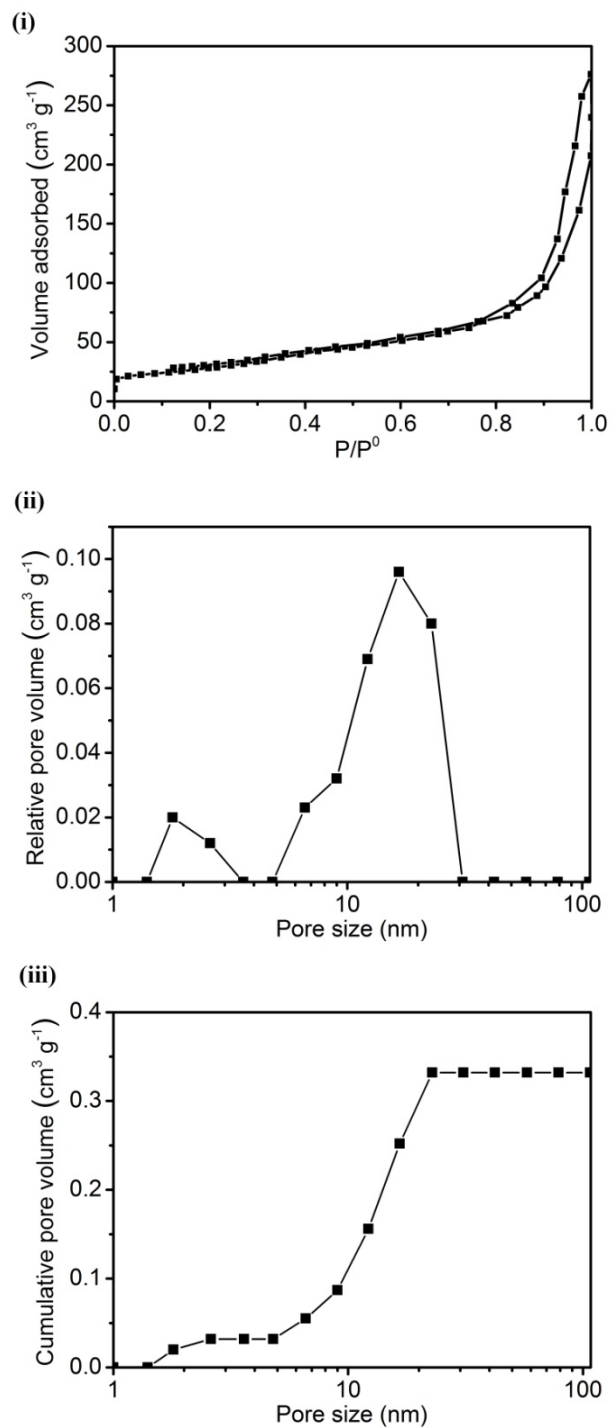 (i)
300
250
200
150
100
50
0
Volume adsorbed (cm³ g⁻¹)
0.0 0.2 0.4 0.6 0.8 1.0
P/P⁰
(ii)
0.10
0.08
0.06
0.04
0.02
0.00
Relative pore volume (cm³ g⁻¹)
1 10 100
Pore size (nm)
(iii)
0.4
0.3
0.2
0.1
0.0
Cumulative pore volume (cm³ g⁻¹)
1 10 100
Pore size (nm)